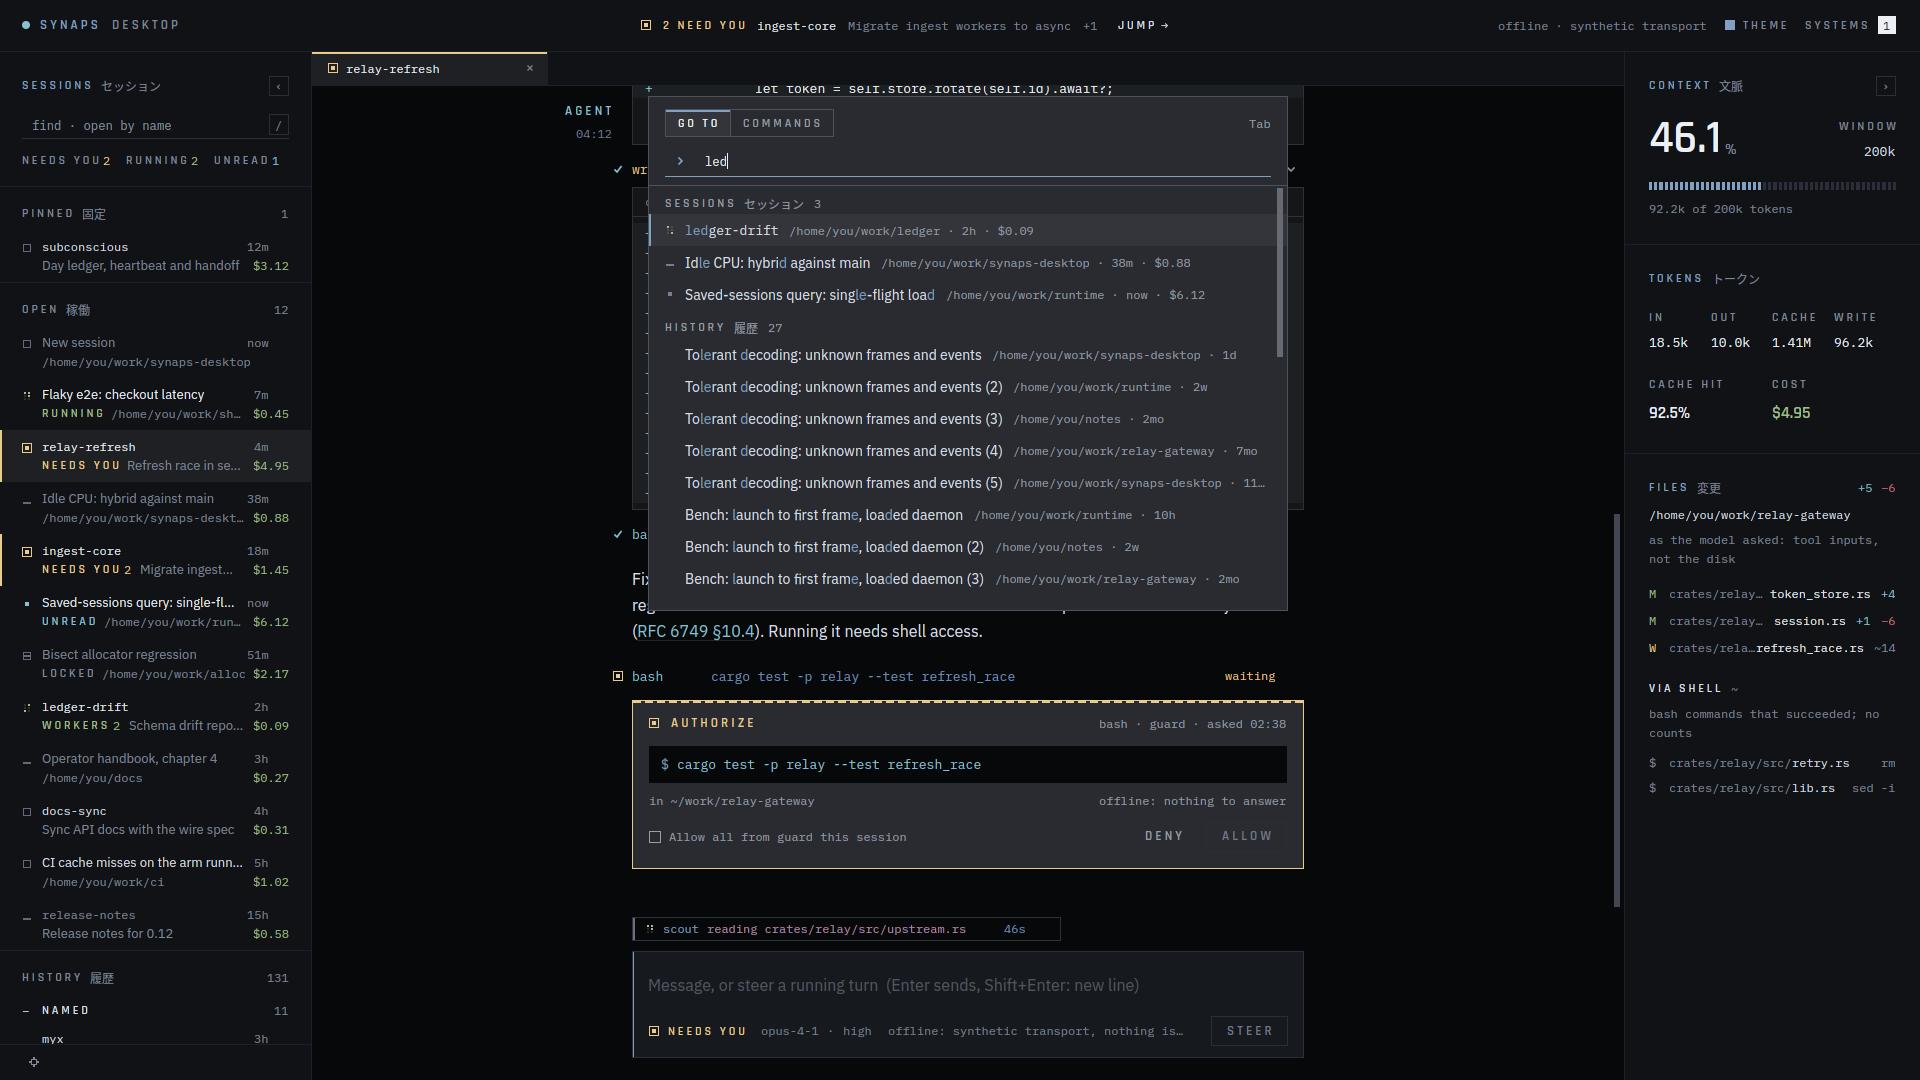 SYNAPS DESKTOP
2 NEED YOU ingest-core Migrate ingest workers to async +1 JUMP →
offline · synthetic transport THEME SYSTEMS 1
SESSIONS セッション ‹
find · open by name /
NEEDS YOU 2 RUNNING 2 UNREAD 1
PINNED 固定 1
subconscious 12m
Day ledger, heartbeat and handoff $3.12
OPEN 稼働 12
New session now
/home/you/work/synaps-desktop
Flaky e2e: checkout latency 7m
RUNNING /home/you/work/sh… $0.45
relay-refresh 4m
NEEDS YOU Refresh race in se… $4.95
Idle CPU: hybrid against main 38m
/home/you/work/synaps-deskt… $0.88
ingest-core 18m
NEEDS YOU 2 Migrate ingest… $1.45
Saved-sessions query: single-fl… now
UNREAD /home/you/work/run… $6.12
Bisect allocator regression 51m
LOCKED /home/you/work/alloc $2.17
ledger-drift 2h
WORKERS 2 Schema drift repo… $0.09
Operator handbook, chapter 4 3h
/home/you/docs $0.27
docs-sync 4h
Sync API docs with the wire spec $0.31
CI cache misses on the arm runn… 5h
/home/you/work/ci $1.02
release-notes 15h
Release notes for 0.12 $0.58
HISTORY 履歴 131
– NAMED 11
myx 3h
relay-refresh ×
+ let token = self.store.rotate(self.id).await?;
AGENT
04:12
GO TO COMMANDS Tab
› led
SESSIONS セッション 3
ledger-drift /home/you/work/ledger · 2h · $0.09
Idle CPU: hybrid against main /home/you/work/synaps-desktop · 38m · $0.88
Saved-sessions query: single-flight load /home/you/work/runtime · now · $6.12
HISTORY 履歴 27
Tolerant decoding: unknown frames and events /home/you/work/synaps-desktop · 1d
Tolerant decoding: unknown frames and events (2) /home/you/work/runtime · 2w
Tolerant decoding: unknown frames and events (3) /home/you/notes · 2mo
Tolerant decoding: unknown frames and events (4) /home/you/work/relay-gateway · 7mo
Tolerant decoding: unknown frames and events (5) /home/you/work/synaps-desktop · 11…
Bench: launch to first frame, loaded daemon /home/you/work/runtime · 10h
Bench: launch to first frame, loaded daemon (2) /home/you/notes · 2w
Bench: launch to first frame, loaded daemon (3) /home/you/work/relay-gateway · 2mo
(RFC 6749 §10.4). Running it needs shell access.
bash cargo test -p relay --test refresh_race waiting
AUTHORIZE bash · guard · asked 02:38
$ cargo test -p relay --test refresh_race
in ~/work/relay-gateway offline: nothing to answer
Allow all from guard this session DENY ALLOW
scout reading crates/relay/src/upstream.rs 46s
Message, or steer a running turn (Enter sends, Shift+Enter: new line)
NEEDS YOU opus-4-1 · high offline: synthetic transport, nothing is… STEER
CONTEXT 文脈 ›
46.1 % WINDOW
200k
92.2k of 200k tokens
TOKENS トークン
IN OUT CACHE WRITE
18.5k 10.0k 1.41M 96.2k
CACHE HIT COST
92.5% $4.95
FILES 変更 +5 −6
/home/you/work/relay-gateway
as the model asked: tool inputs,
not the disk
M crates/relay… token_store.rs +4
M crates/relay… session.rs +1 −6
W crates/rela…refresh_race.rs ~14
VIA SHELL ~
bash commands that succeeded; no
counts
$ crates/relay/src/retry.rs rm
$ crates/relay/src/lib.rs sed -i